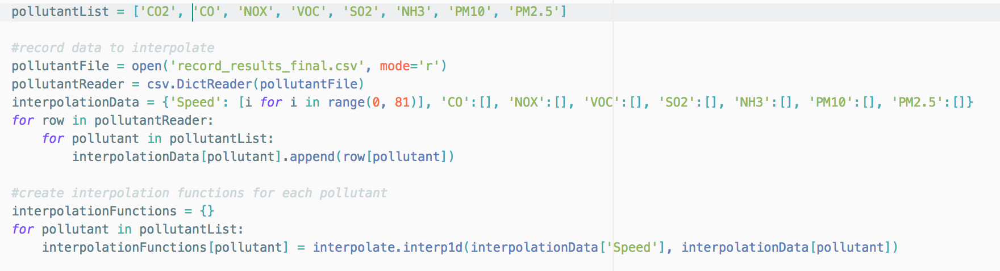 pollutantList = ['CO2', 'CO', 'NOX', 'VOC', 'SO2', 'NH3', 'PM10', 'PM2.5']
#record data to interpolate
pollutantFile = open('record_results_final.csv', mode='r')
pollutantReader = csv.DictReader(pollutantFile)
interpolationData = {'Speed': [i for i in range(0, 81)], 'CO':[], 'NOX':[], 'VOC':[], 'SO2':[], 'NH3':[], 'PM10':[], 'PM2.5':[]}
for row in pollutantReader:
    for pollutant in pollutantList:
        interpolationData[pollutant].append(row[pollutant])
#create interpolation functions for each pollutant
interpolationFunctions = {}
for pollutant in pollutantList:
    interpolationFunctions[pollutant] = interpolate.interp1d(interpolationData['Speed'], interpolationData[pollutant])